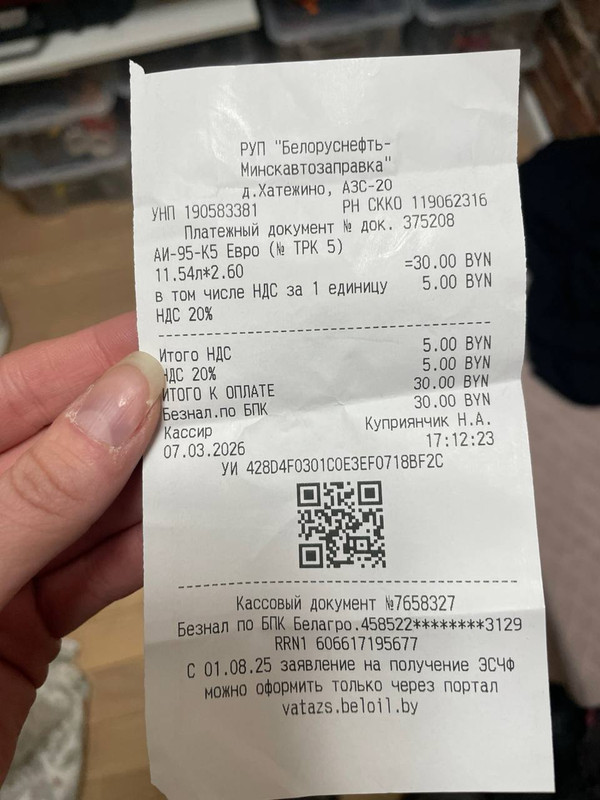 РУП "Белоруснефть-
Минскавтозаправка"
д.Хатежино, АЗС-20
УНП 190583381 РН СККО 119062316
Платежный документ № док. 375208
АИ-95-К5 Евро (№ ТРК 5)
11.54л*2.60 =30.00 BYN
в том числе НДС за 1 единицу 5.00 BYN
НДС 20%
Итого НДС 5.00 BYN
НДС 20% 5.00 BYN
ИТОГО К ОПЛАТЕ 30.00 BYN
Безнал.по БПК 30.00 BYN
Кассир Куприянчик Н.А.
07.03.2026 17:12:23
УИ 428D4F0301C0E3EF0718BF2C
Кассовый документ №7658327
Безнал по БПК Белагро.458522********3129
RRN1 606617195677
С 01.08.25 заявление на получение ЭСЧФ
можно оформить только через портал
vatazs.beloil.by